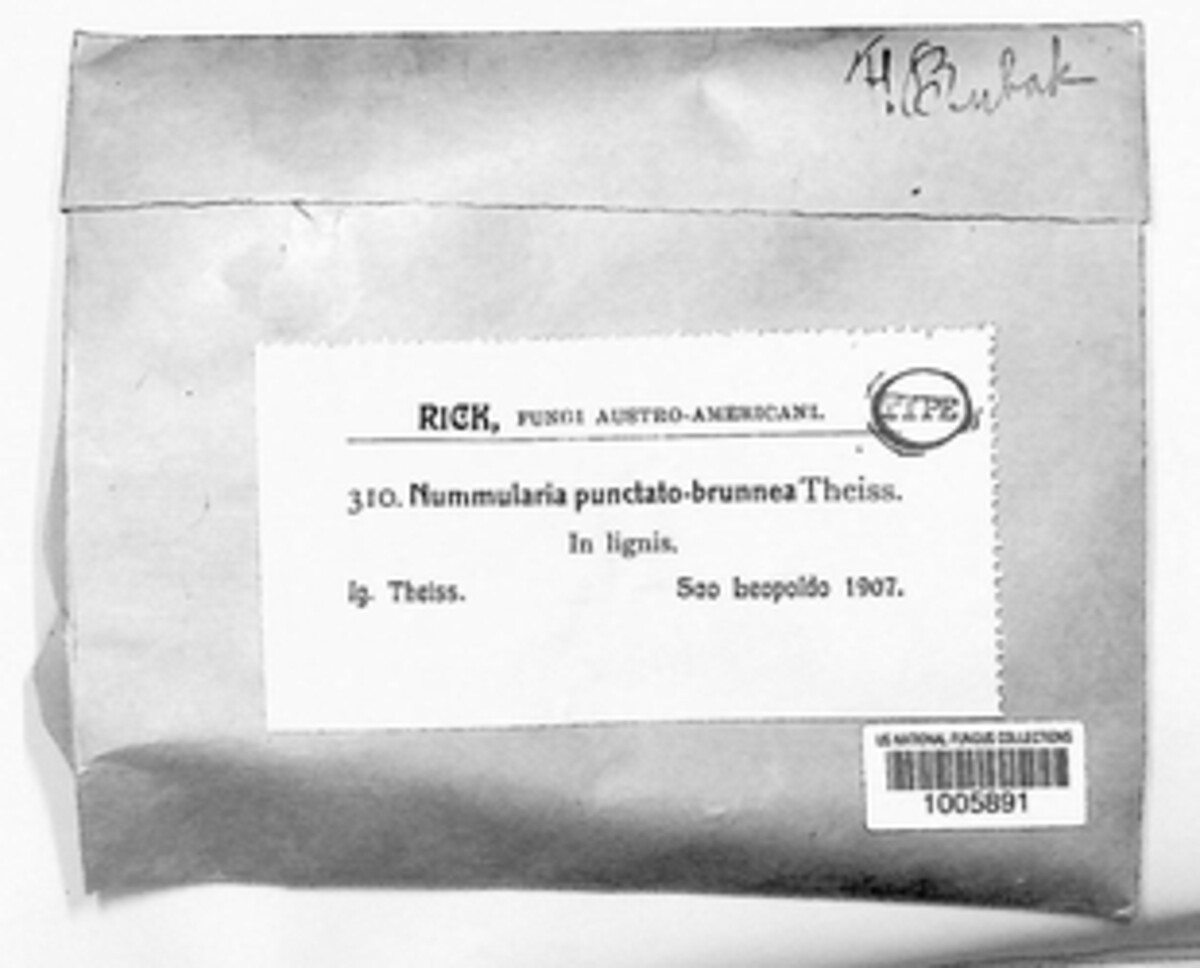 H. Bubak
RICK, FUNGI AUSTRO-AMERICANI.
TYPE
310. Nummularia punctato-brunnea Theiss.
In lignis.
lg. Theiss. Sao Leopoldo 1907.
US NATIONAL FUNGUS COLLECTIONS
1005891